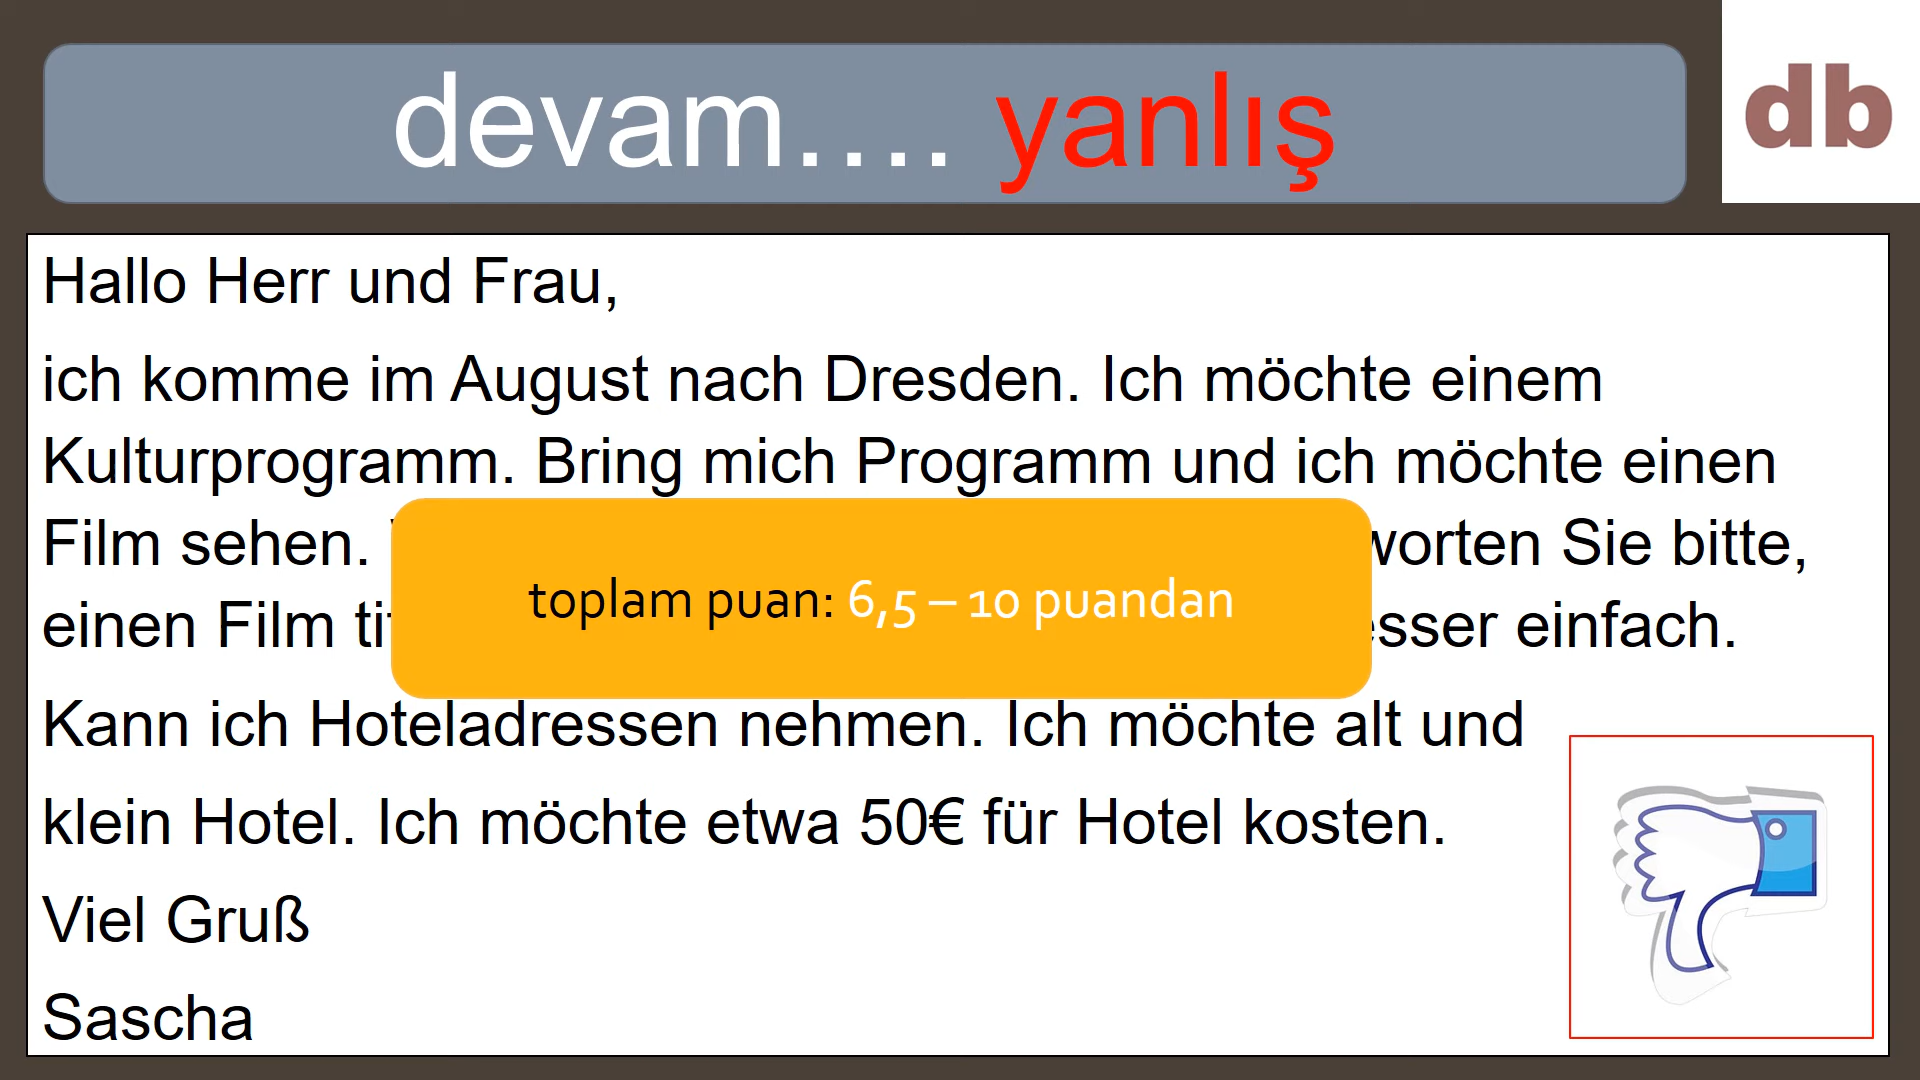 devam.... yanlış
db
Hallo Herr und Frau,
ich komme im August nach Dresden. Ich möchte einem
Kulturprogramm. Bring mich Programm und ich möchte einen
Film sehen. Sie bitte,
einen Film einfach.
toplam puan: 6,5 – 10 puandan
Kann ich Hoteladressen nehmen. Ich möchte alt und
klein Hotel. Ich möchte etwa 50€ für Hotel kosten.
Viel Gruß
Sascha